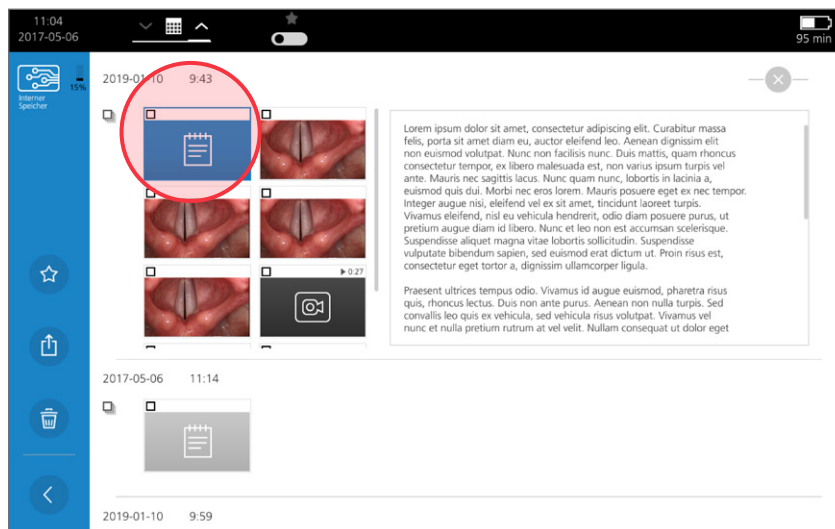 11:04
2017-05-06
95 min
Interner
Speicher
15%
2019-01-10 9:43
0:27
Lorem ipsum dolor sit amet, consectetur adipiscing elit. Curabitur massa
felis, porta sit amet diam eu, auctor eleifend leo. Aenean dignissim elit
non euismod volutpat. Nunc non facilisis nunc. Duis mattis, quam rhoncus
consectetur tempor, ex libero malesuada est, non varius ipsum turpis vel
ante. Mauris nec sagittis lacus. Nunc quam nunc, lobortis in lacinia a,
euismod quis dui. Morbi nec eros lorem. Mauris posuere eget ex nec tempor.
Integer augue nisi, eleifend vel ex sit amet, tincidunt laoreet turpis.
Vivamus eleifend, nisl eu vehicula hendrerit, odio diam posuere purus, ut
pretium augue diam id libero. Nunc et leo non est accumsan scelerisque.
Suspendisse aliquet magna vitae lobortis sollicitudin. Suspendisse
vulputate bibendum sapien, sed euismod erat dictum ut. Proin risus est,
consectetur eget tortor a, dignissim ullamcorper ligula.
Praesent ultrices tempus odio. Vivamus id augue euismod, pharetra risus
quis, rhoncus lectus. Duis non ante purus. Aenean non nulla turpis. Sed
convallis leo quis ex vehicula, sed vehicula risus volutpat. Vivamus vel
nunc et nulla pretium rutrum at vel velit. Nullam consequat ut dolor eget
2017-05-06 11:14
2019-01-10 9:59